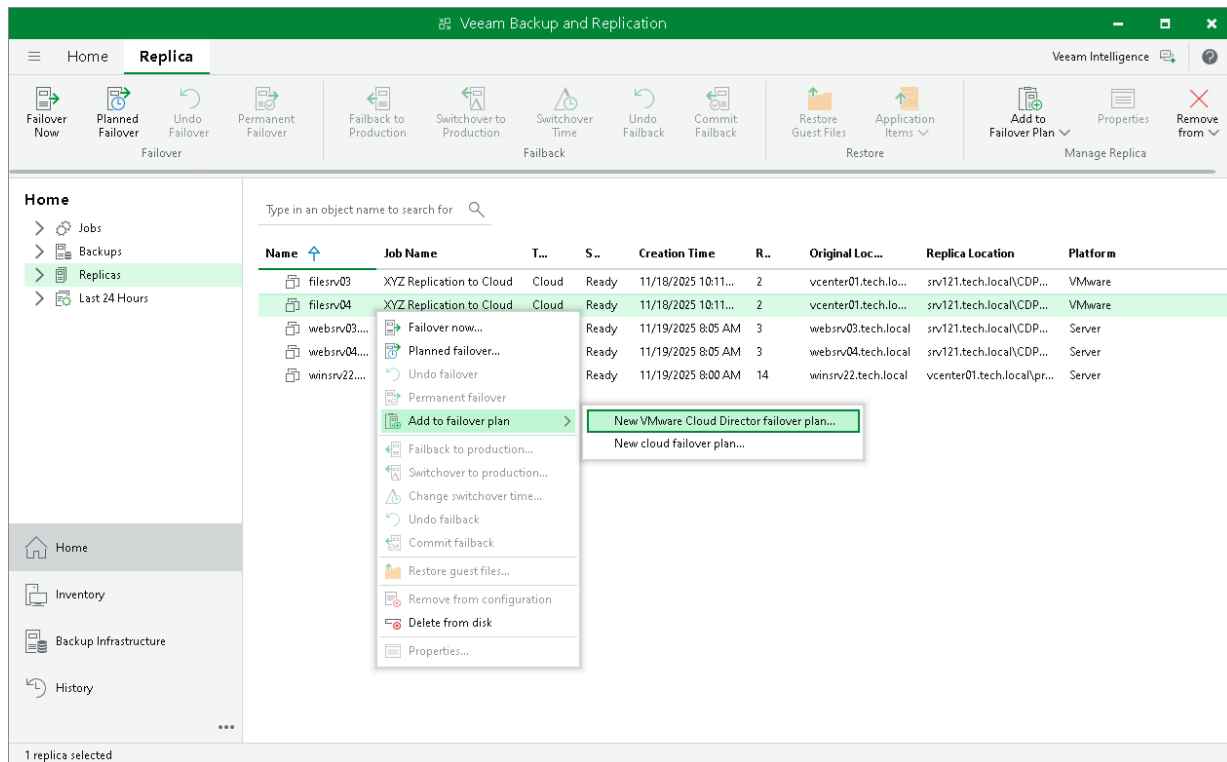 Veeam Backup and Replication
Home Replica Veeam Intelligence
Failover Now Planned Failover Undo Failover Permanent Failover Failback to Production Switchover to Production Switchover Time Undo Failback Commit Failback Restore Guest Files Application Items Add to Failover Plan Properties Remove from
Failover Failback Restore Manage Replica
Home
Jobs
Backups
Replicas
Last 24 Hours
Type in an object name to search for
Name Job Name T... S.. Creation Time R.. Original Loc... Replica Location Platform
filesrv03 XYZ Replication to Cloud Cloud Ready 11/18/2025 10:11... 2 vcenter01.tech.lo... srv121.tech.local\CDP... VMware
filesrv04 XYZ Replication to Cloud Cloud Ready 11/18/2025 10:11... 2 vcenter01.tech.lo... srv121.tech.local\CDP... VMware
websrv03.... Ready 11/19/2025 8:05 AM 3 websrv03.tech.local srv121.tech.local\CDP... Server
websrv04.... Ready 11/19/2025 8:05 AM 3 websrv04.tech.local srv121.tech.local\CDP... Server
winsrv22.... Ready 11/19/2025 8:00 AM 14 winsrv22.tech.local vcenter01.tech.local\pr... Server
Failover now...
Planned failover...
Undo failover
Permanent failover
Add to failover plan
Failback to production...
Switchover to production...
Change switchover time...
Undo failback
Commit failback
Restore guest files...
Remove from configuration
Delete from disk
Properties...
New VMware Cloud Director failover plan...
New cloud failover plan...
Home
Inventory
Backup Infrastructure
History
1 replica selected